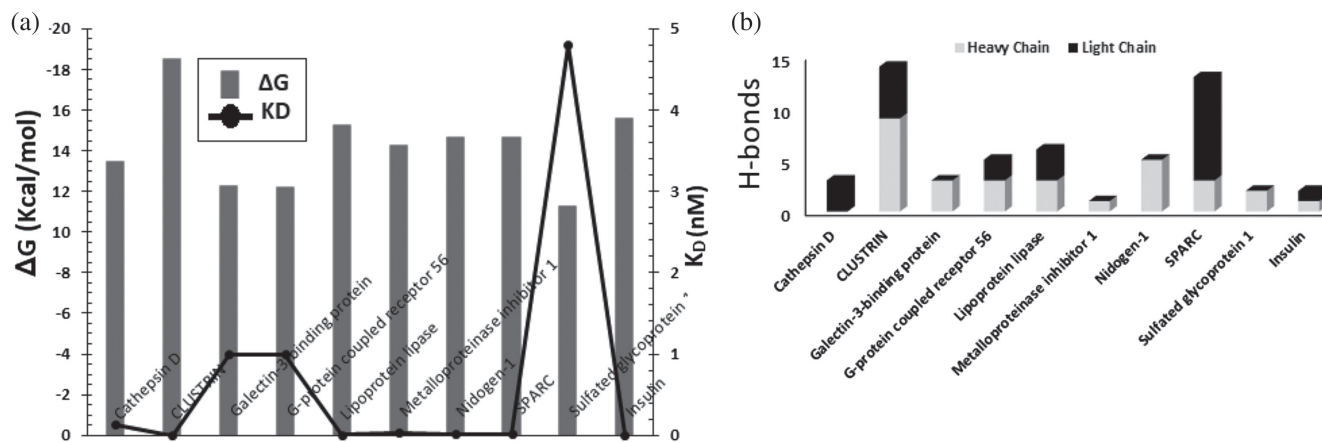 (a)
-20
-18
16
14
12
10
-8
-6
-4
-2
0
ΔG (Kcal/mol)
ΔG
KD
5
4
3
2
1
0
K_D (nM)
Cathepsin D
CLUSTRIN
Galectin-3-binding protein
G-protein coupled receptor 56
Lipoprotein lipase
Metalloproteinase inhibitor 1
Nidogen-1
SPARC
Sulfated glycoprotein
Insulin
(b)
Heavy Chain Light Chain
15
10
5
0
H-bonds
Cathepsin D
CLUSTRIN
Galectin-3-binding protein
G-protein coupled receptor 56
Lipoprotein lipase
Metalloproteinase inhibitor 1
Nidogen-1
SPARC
Sulfated glycoprotein 1
Insulin